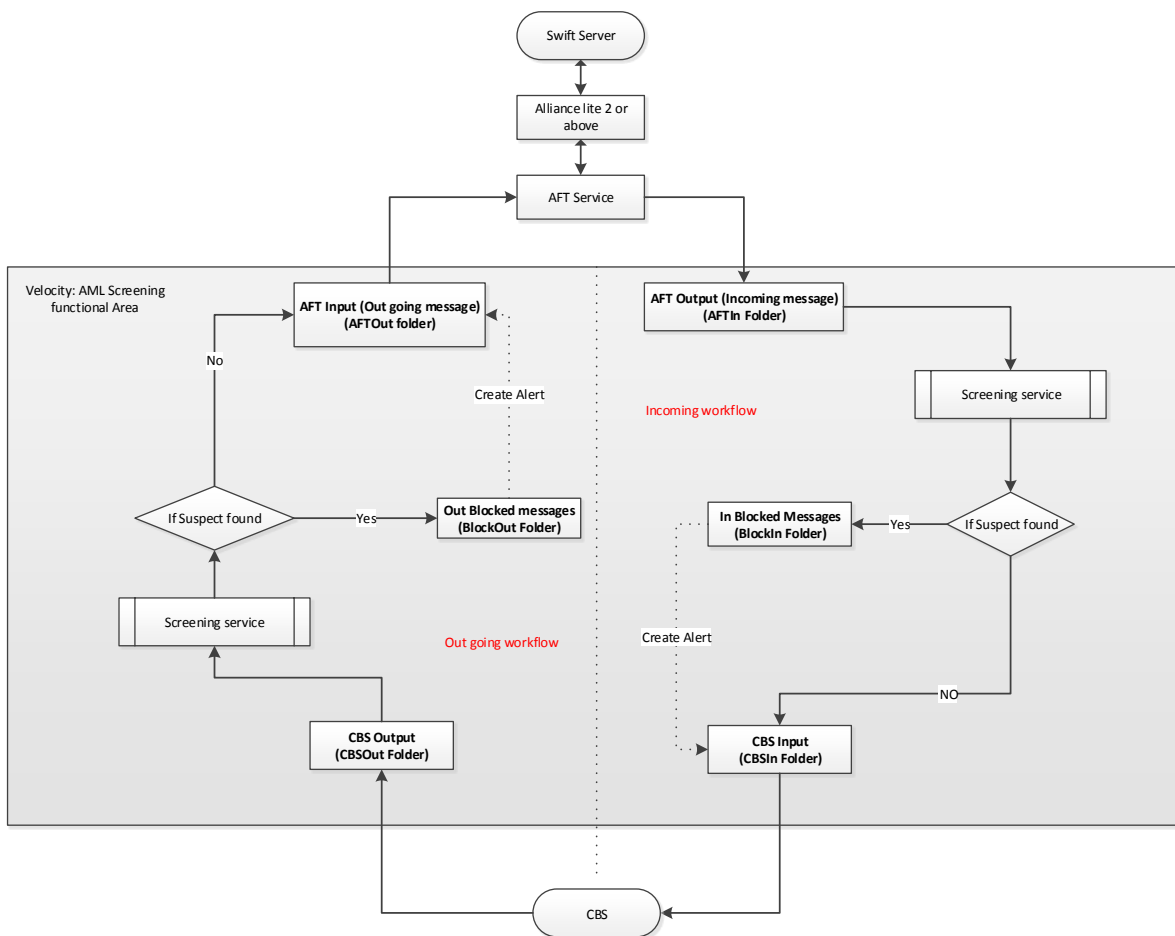 Swift Server
Alliance lite 2 or
above
AFT Service
Velocity: AML Screening
functional Area
AFT Input (Out going message)
(AFTOut folder)
AFT Output (Incoming message)
(AFTIn Folder)
No
Create Alert
Incoming workflow
Screening service
If Suspect found
Yes
Out Blocked messages
(BlockOut Folder)
In Blocked Messages
(BlockIn Folder)
Yes
If Suspect found
Screening service
Out going workflow
Create Alert
NO
CBS Output
(CBSOut Folder)
CBS Input
(CBSIn Folder)
CBS